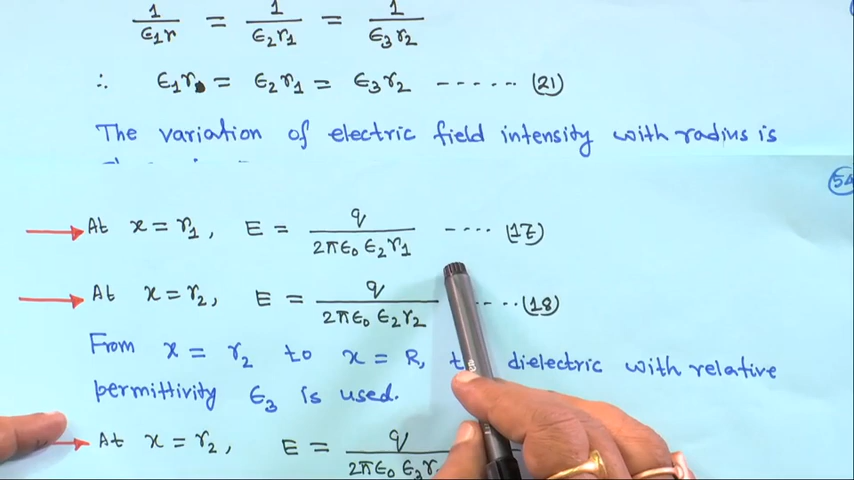 1/ϵ₁r = 1/ϵ₂r₁ = 1/ϵ₃r₂
∴ ϵ₁r = ϵ₂r₁ = ϵ₃r₂ ------ (21)
The variation of electric field intensity with radius is
54
At x = r₁, E = q/2πϵ₀ϵ₂r₁ ---- (17)
At x = r₂, E = q/2πϵ₀ϵ₂r₂ ---- (18)
From x = r₂ to x = R, dielectric with relative
permittivity ϵ₃ is used.
At x = r₂, E = q/2πϵ₀ϵ₃r